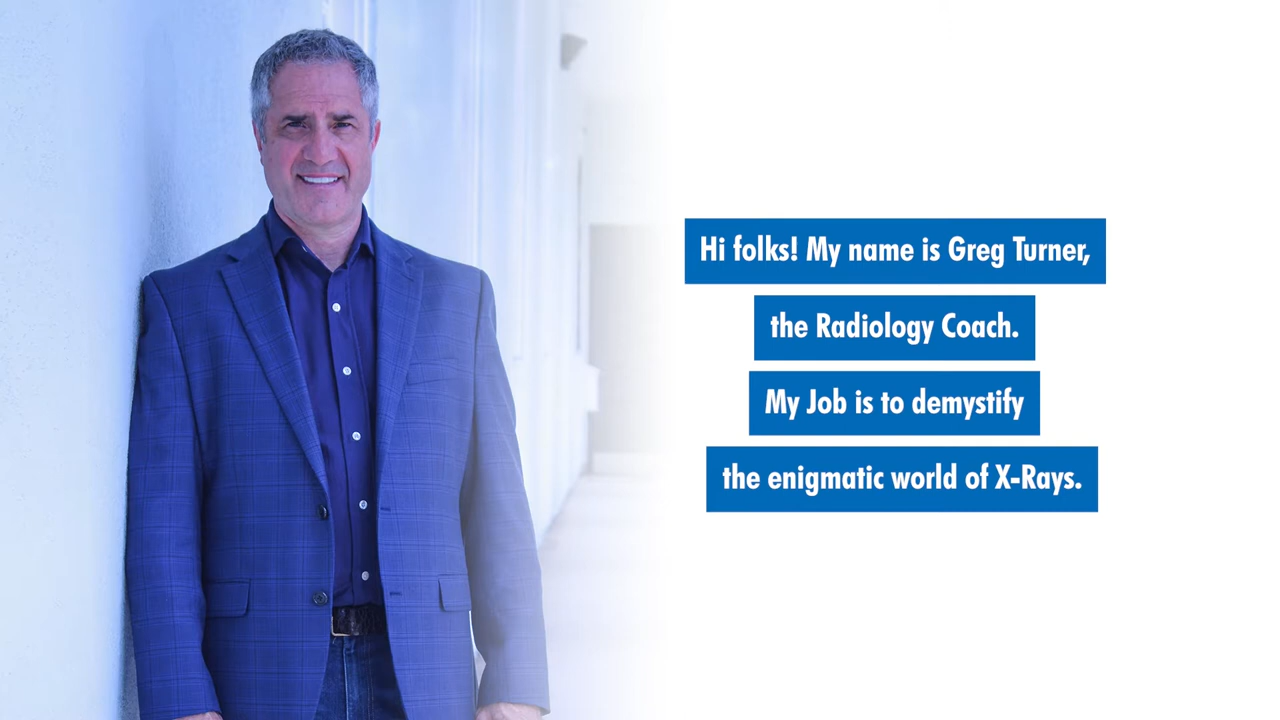 Hi folks! My name is Greg Turner,
the Radiology Coach.
My Job is to demystify
the enigmatic world of X-Rays.